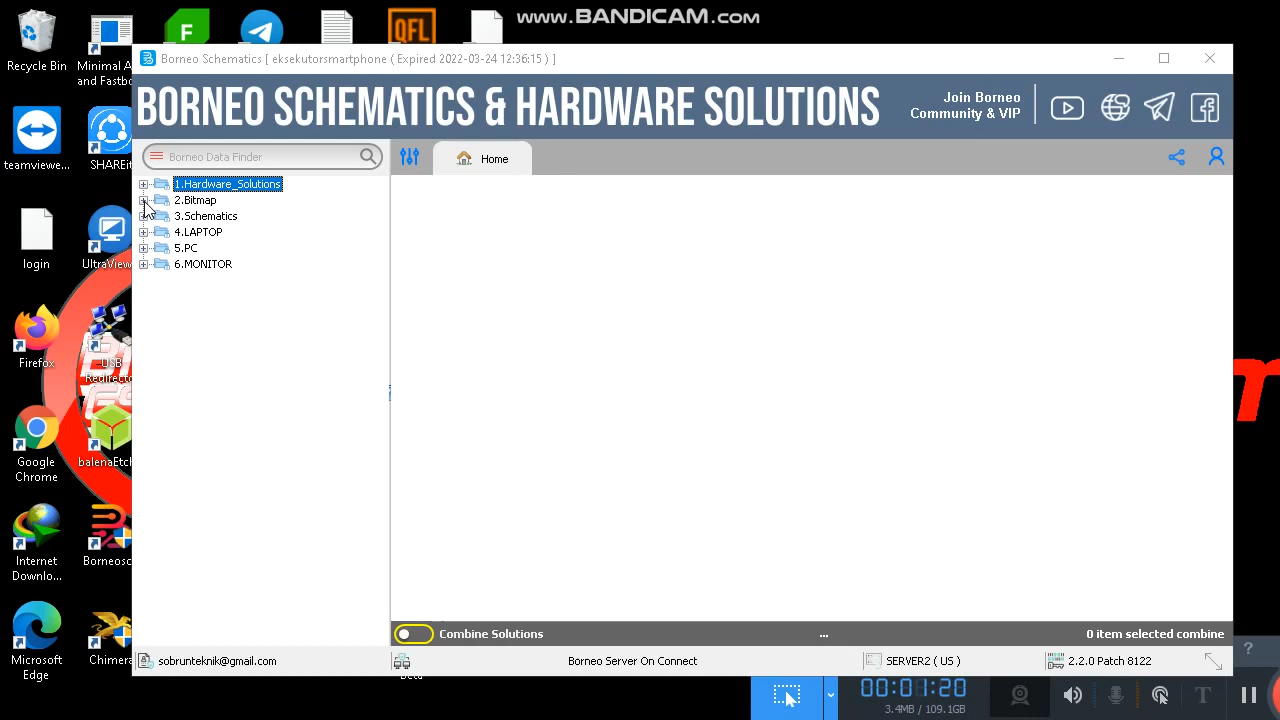 www.BANDICAM.com
F
QFL
Recycle Bin
Minimal A
and Fastbo
teamviewe...
SHAREit
login
UltraView
Firefox
USB
Redirecto
Google
Chrome
balenaEtch
Internet
Downlo...
Borneosc
Microsoft
Edge
Chimera
Borneo Schematics [ eksekutorsmartphone ( Expired 2022-03-24 12:36:15 ) ]
BORNEO SCHEMATICS & HARDWARE SOLUTIONS
Join Borneo
Community & VIP
Borneo Data Finder
Home
1.Hardware_Solutions
2.Bitmap
3.Schematics
4.LAPTOP
5.PC
6.MONITOR
Combine Solutions
...
0 item selected combine
sobrunteknik@gmail.com
Borneo Server On Connect
SERVER2 ( US )
2.2. Patch 8122
Beta
00:01:20
3.4MB / 109.1GB
T
?